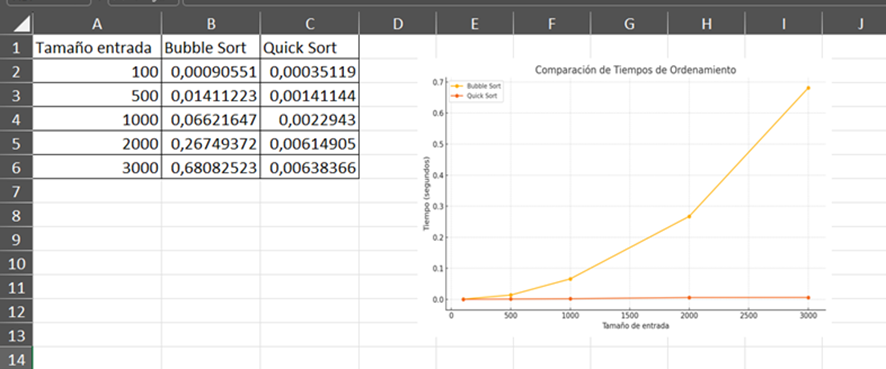 A B C D E F G H I J
1 Tamaño entrada Bubble Sort Quick Sort
2 100 0,00090551 0,00035119
3 500 0,01411223 0,00141144
4 1000 0,06621647 0,0022943
5 2000 0,26749372 0,00614905
6 3000 0,68082523 0,00638366
7
8
9
10
11
12
13
14
Comparación de Tiempos de Ordenamiento
Bubble Sort
Quick Sort
Tiempo (segundos)
0.7
0.6
0.5
0.4
0.3
0.2
0.1
0.0
0 500 1000 1500 2000 2500 3000
Tamaño de entrada